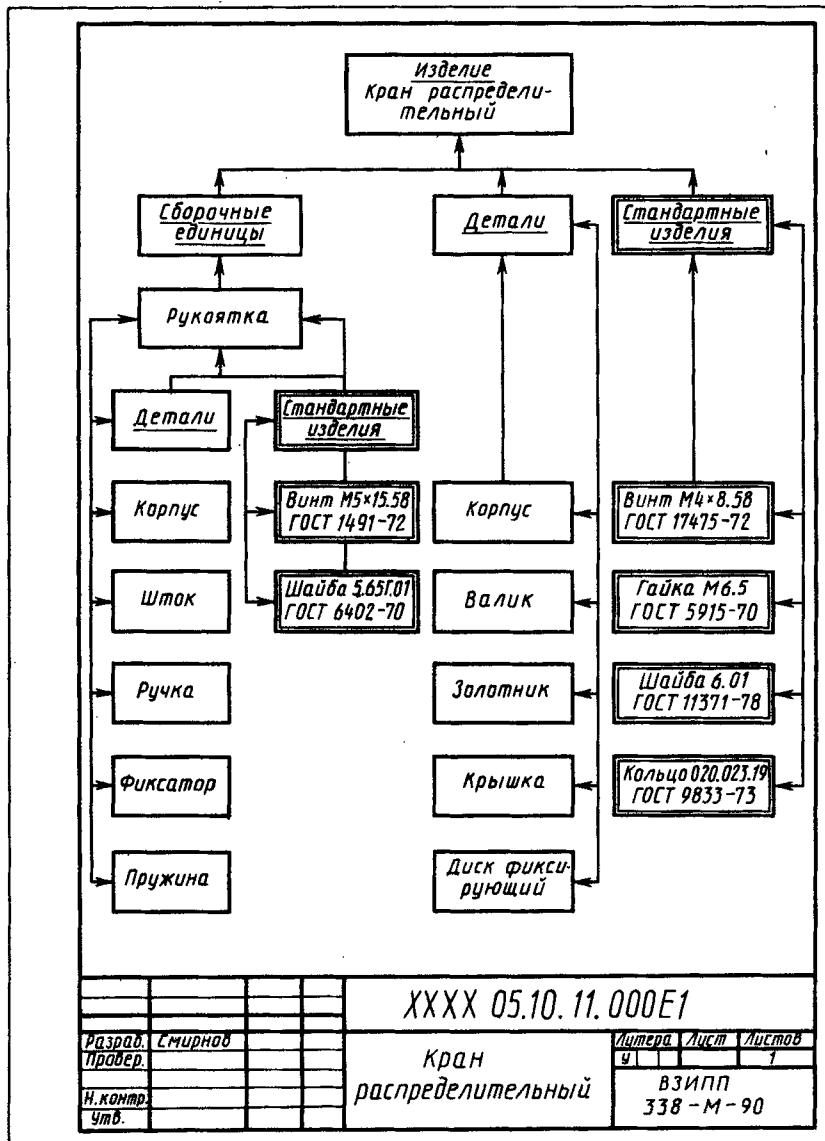 Изделие
Кран распредели-
тельный
Сборочные
единицы
Детали
Стандартные
изделия
Рукоятка
Детали
Стандартные
изделия
Корпус
Винт М5×15.58
ГОСТ 1491-72
Корпус
Винт М4×8.58
ГОСТ 17475-72
Шток
Шайба 5.65Г.01
ГОСТ 6402-70
Валик
Гайка М6.5
ГОСТ 5915-70
Ручка
Золотник
Шайба 6.01
ГОСТ 11371-78
Фиксатор
Крышка
Кольцо 020.023.19
ГОСТ 9833-73
Пружина
Диск фикси-
рующий
XXXX 05.10.11.000Е1
Разраб. Смирнов
Провер.
Н.контр.
Утв.
Кран
распределительный
Литера Лист Листов
у 1
ВЗИПП
338-М-90